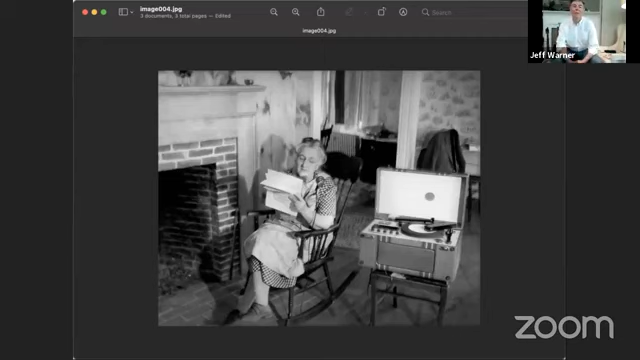 image004.jpg
3 documents, 3 total pages — Edited
Search
image004.jpg
Jeff Warner
zoom